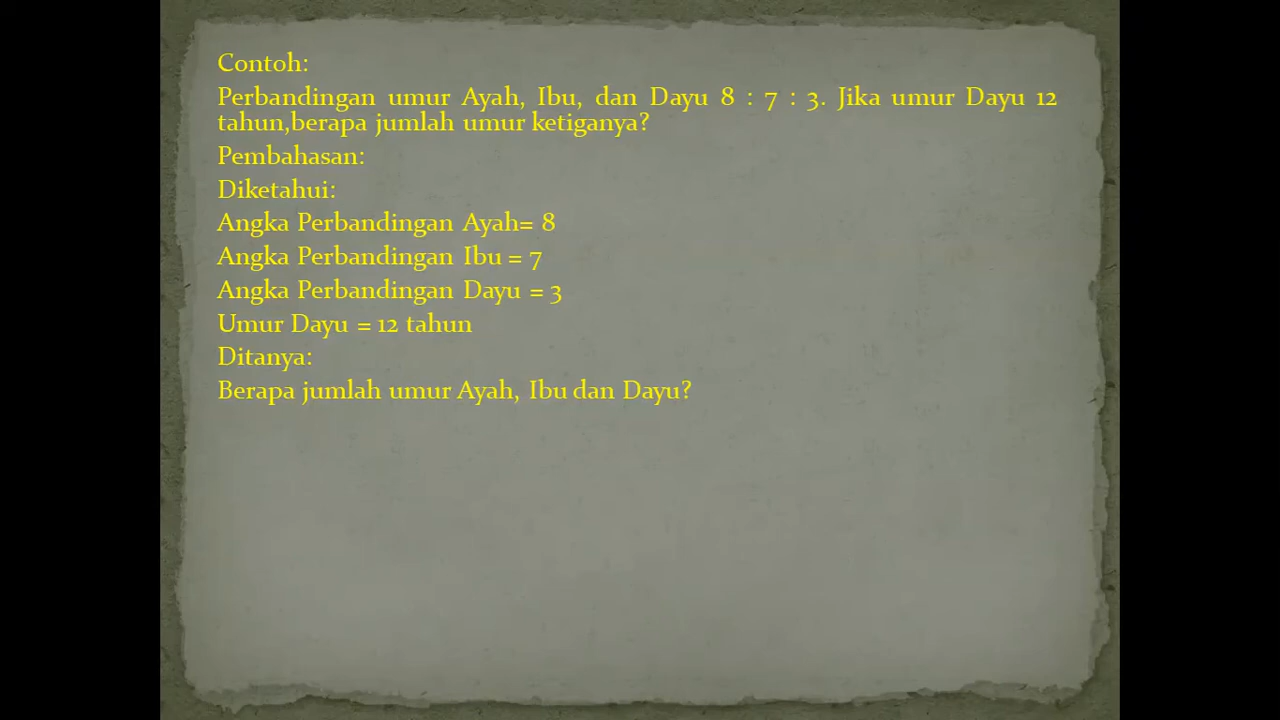 Contoh:
Perbandingan umur Ayah, Ibu, dan Dayu 8 : 7 : 3. Jika umur Dayu 12
tahun,berapa jumlah umur ketiganya?
Pembahasan:
Diketahui:
Angka Perbandingan Ayah= 8
Angka Perbandingan Ibu = 7
Angka Perbandingan Dayu = 3
Umur Dayu = 12 tahun
Ditanya:
Berapa jumlah umur Ayah, Ibu dan Dayu?